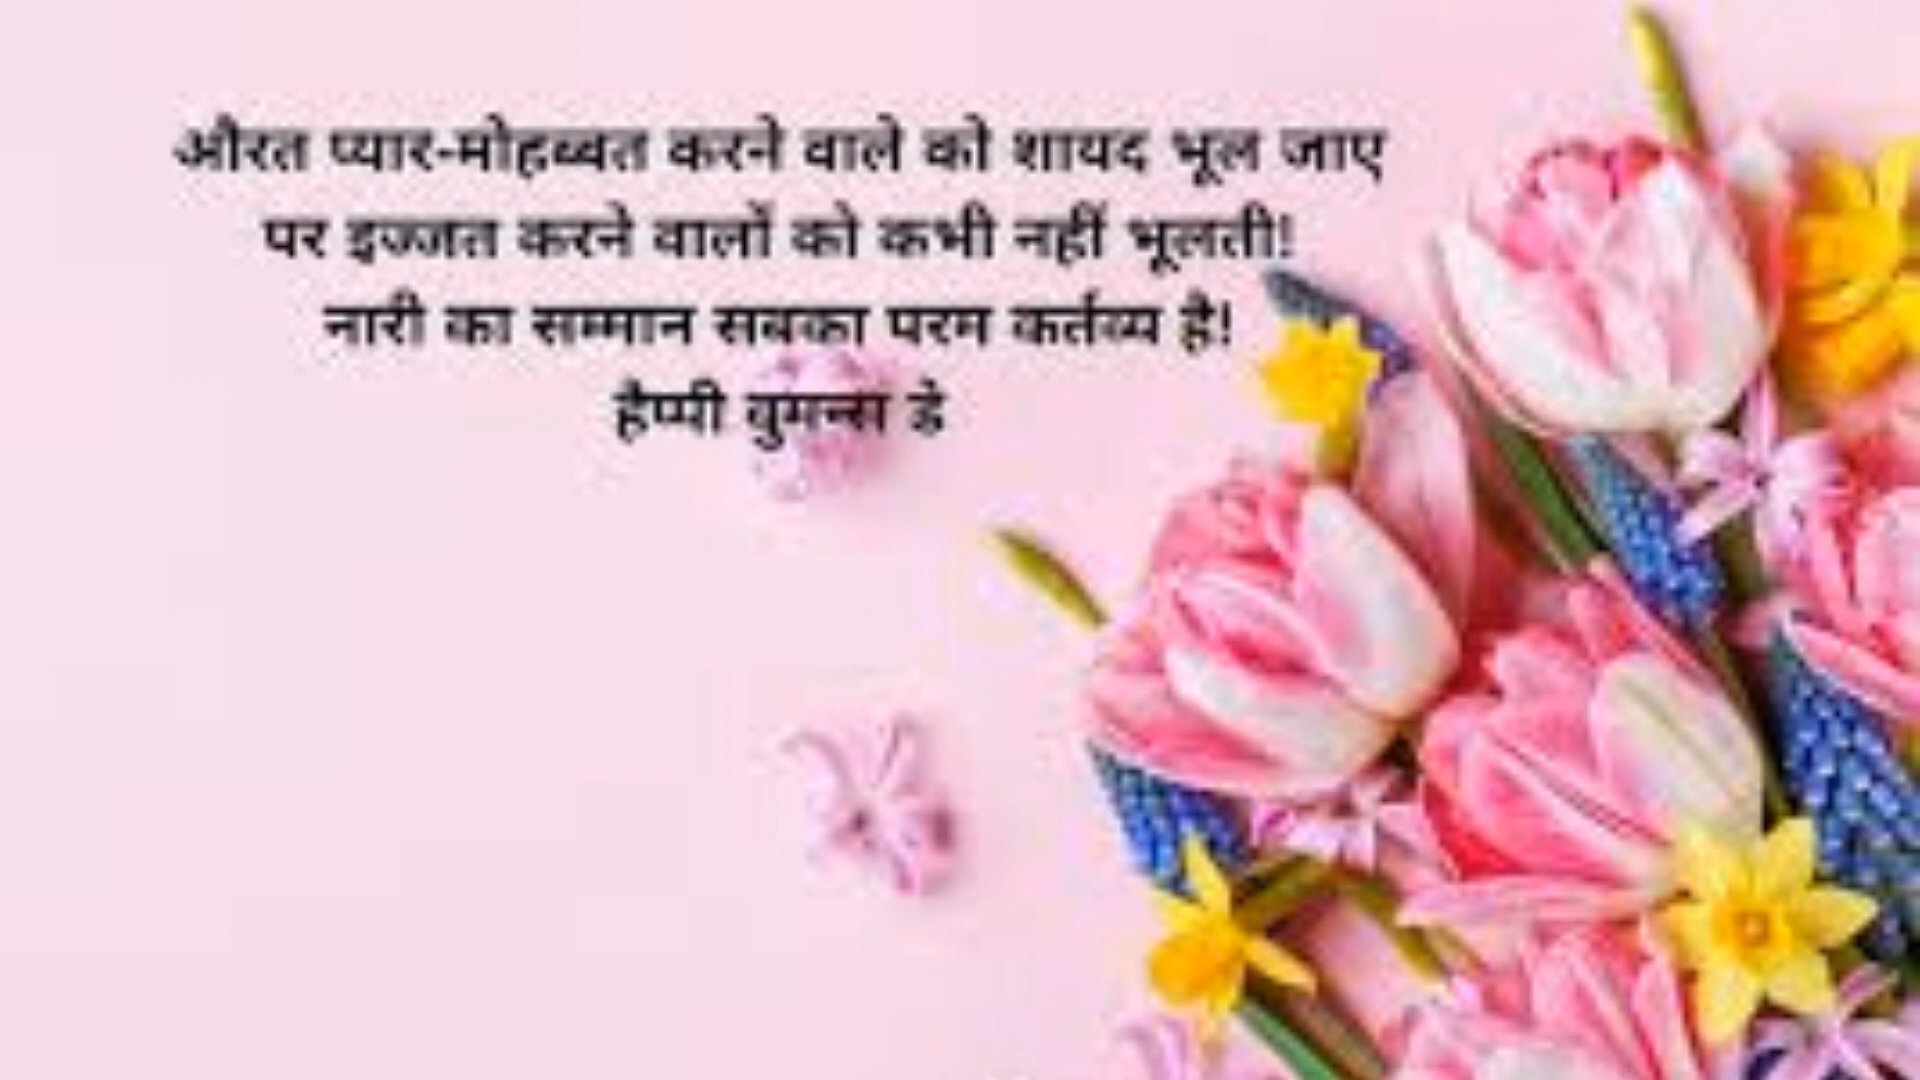 औरत प्यार-मोहब्बत करने वाले को शायद भूल जाए
पर इज्जत करने वालों को कभी नहीं भूलती!
नारी का सम्मान सबका परम कर्तव्य है!
हैप्पी वुमन्स डे